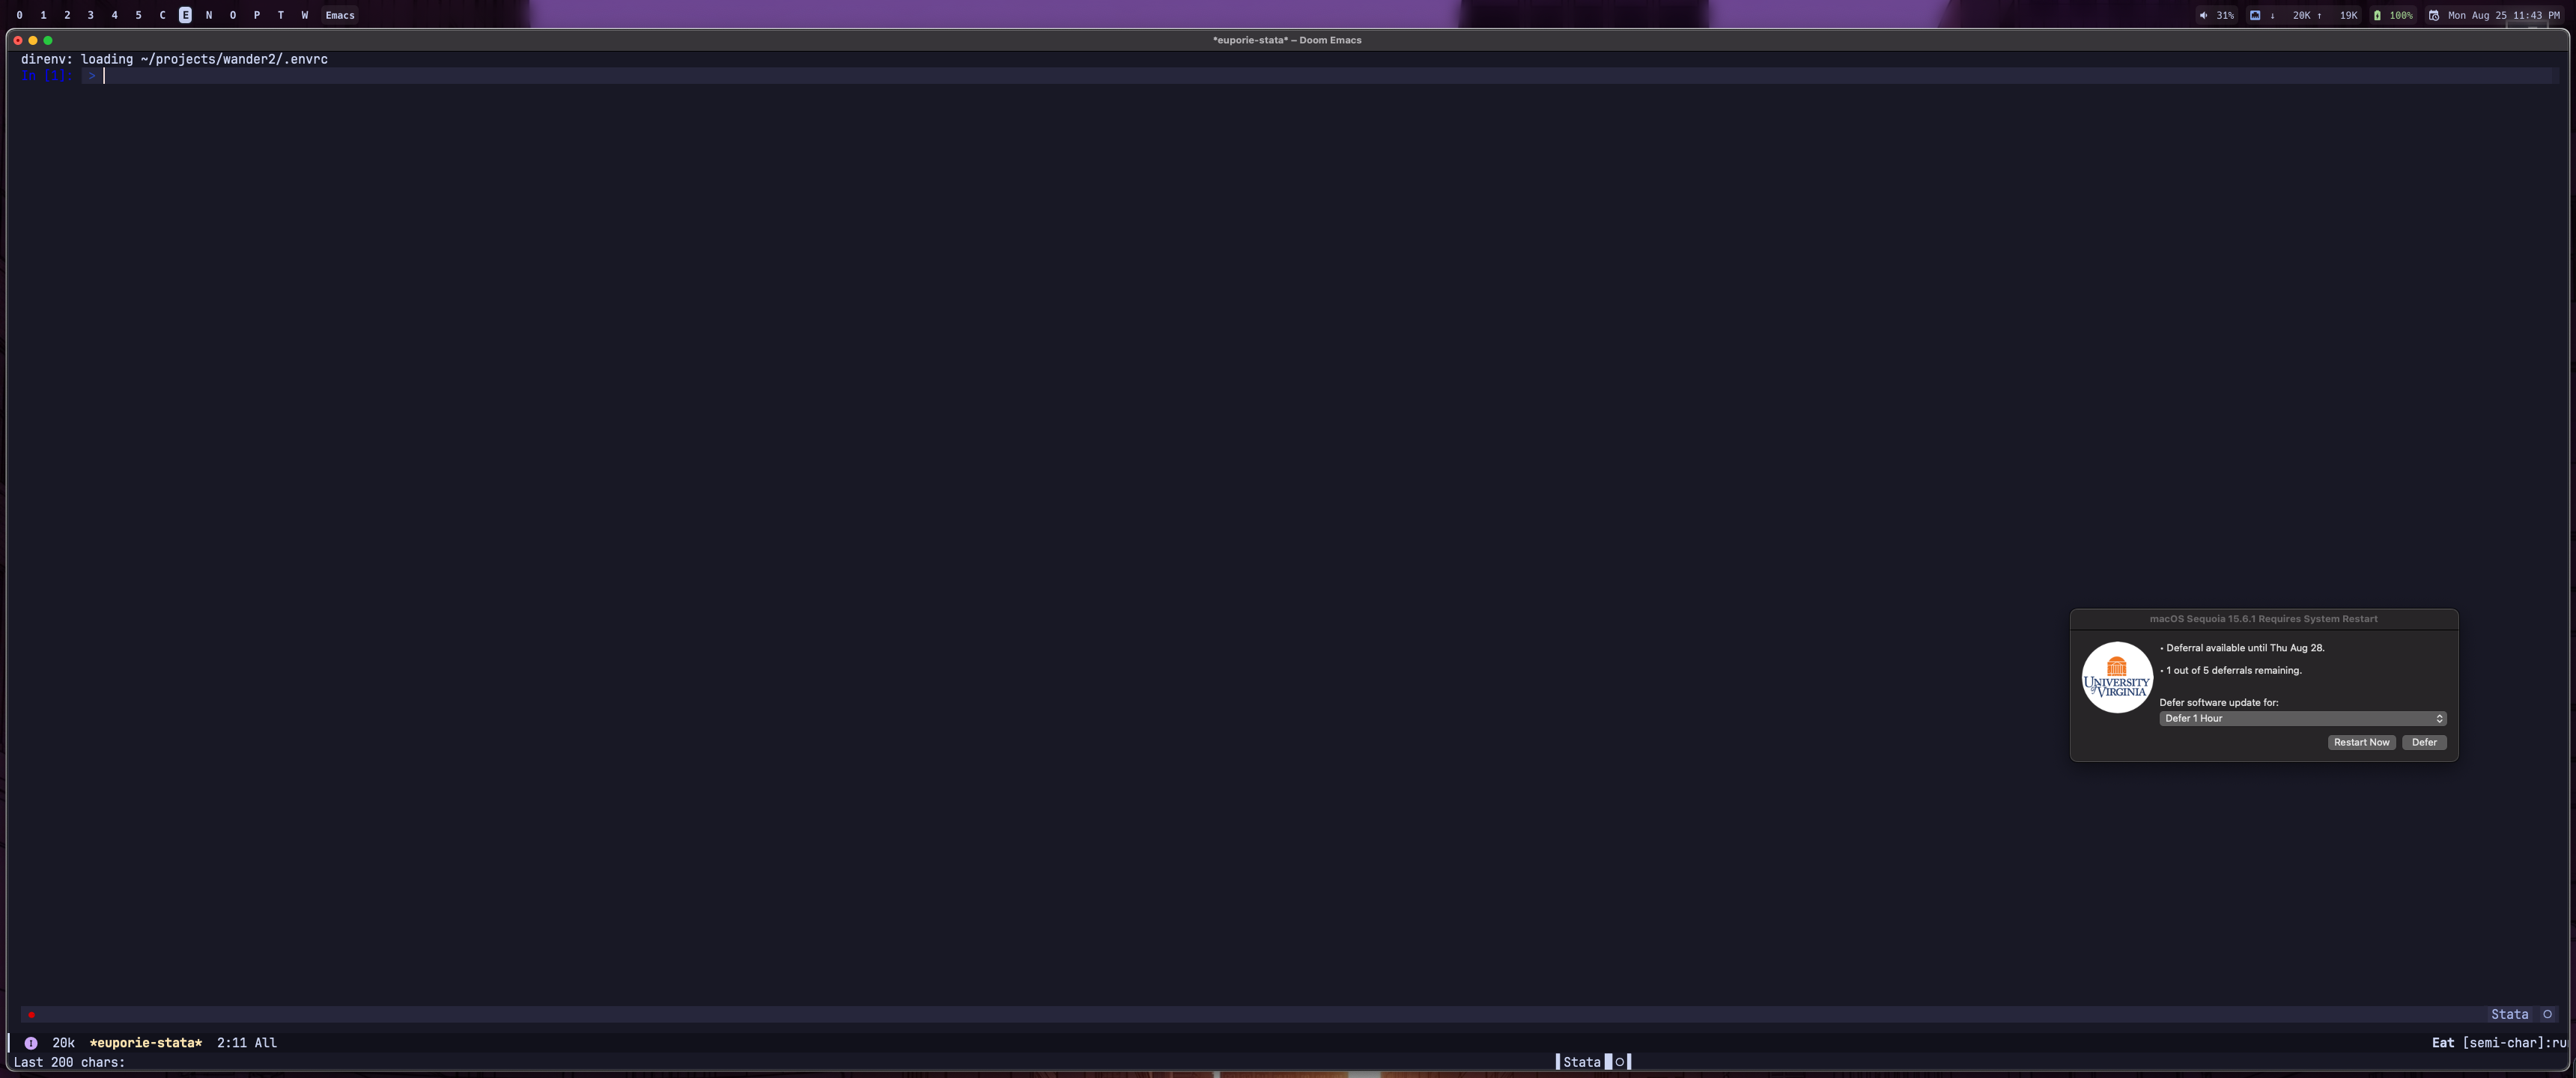 0 1 2 3 4 5 C E N O P T W Emacs
31% ↓ 20K ↑ 19K 100% Mon Aug 25 11:43 PM
*euporie-stata* – Doom Emacs
direnv: loading ~/projects/wander2/.envrc
In [1]: >
macOS Sequoia 15.6.1 Requires System Restart
• Deferral available until Thu Aug 28.
• 1 out of 5 deferrals remaining.
UNIVERSITY of VIRGINIA
Defer software update for:
Defer 1 Hour
Restart Now Defer
Stata
I 20k *euporie-stata* 2:11 All Eat [semi-char]:ru
Last 200 chars: Stata